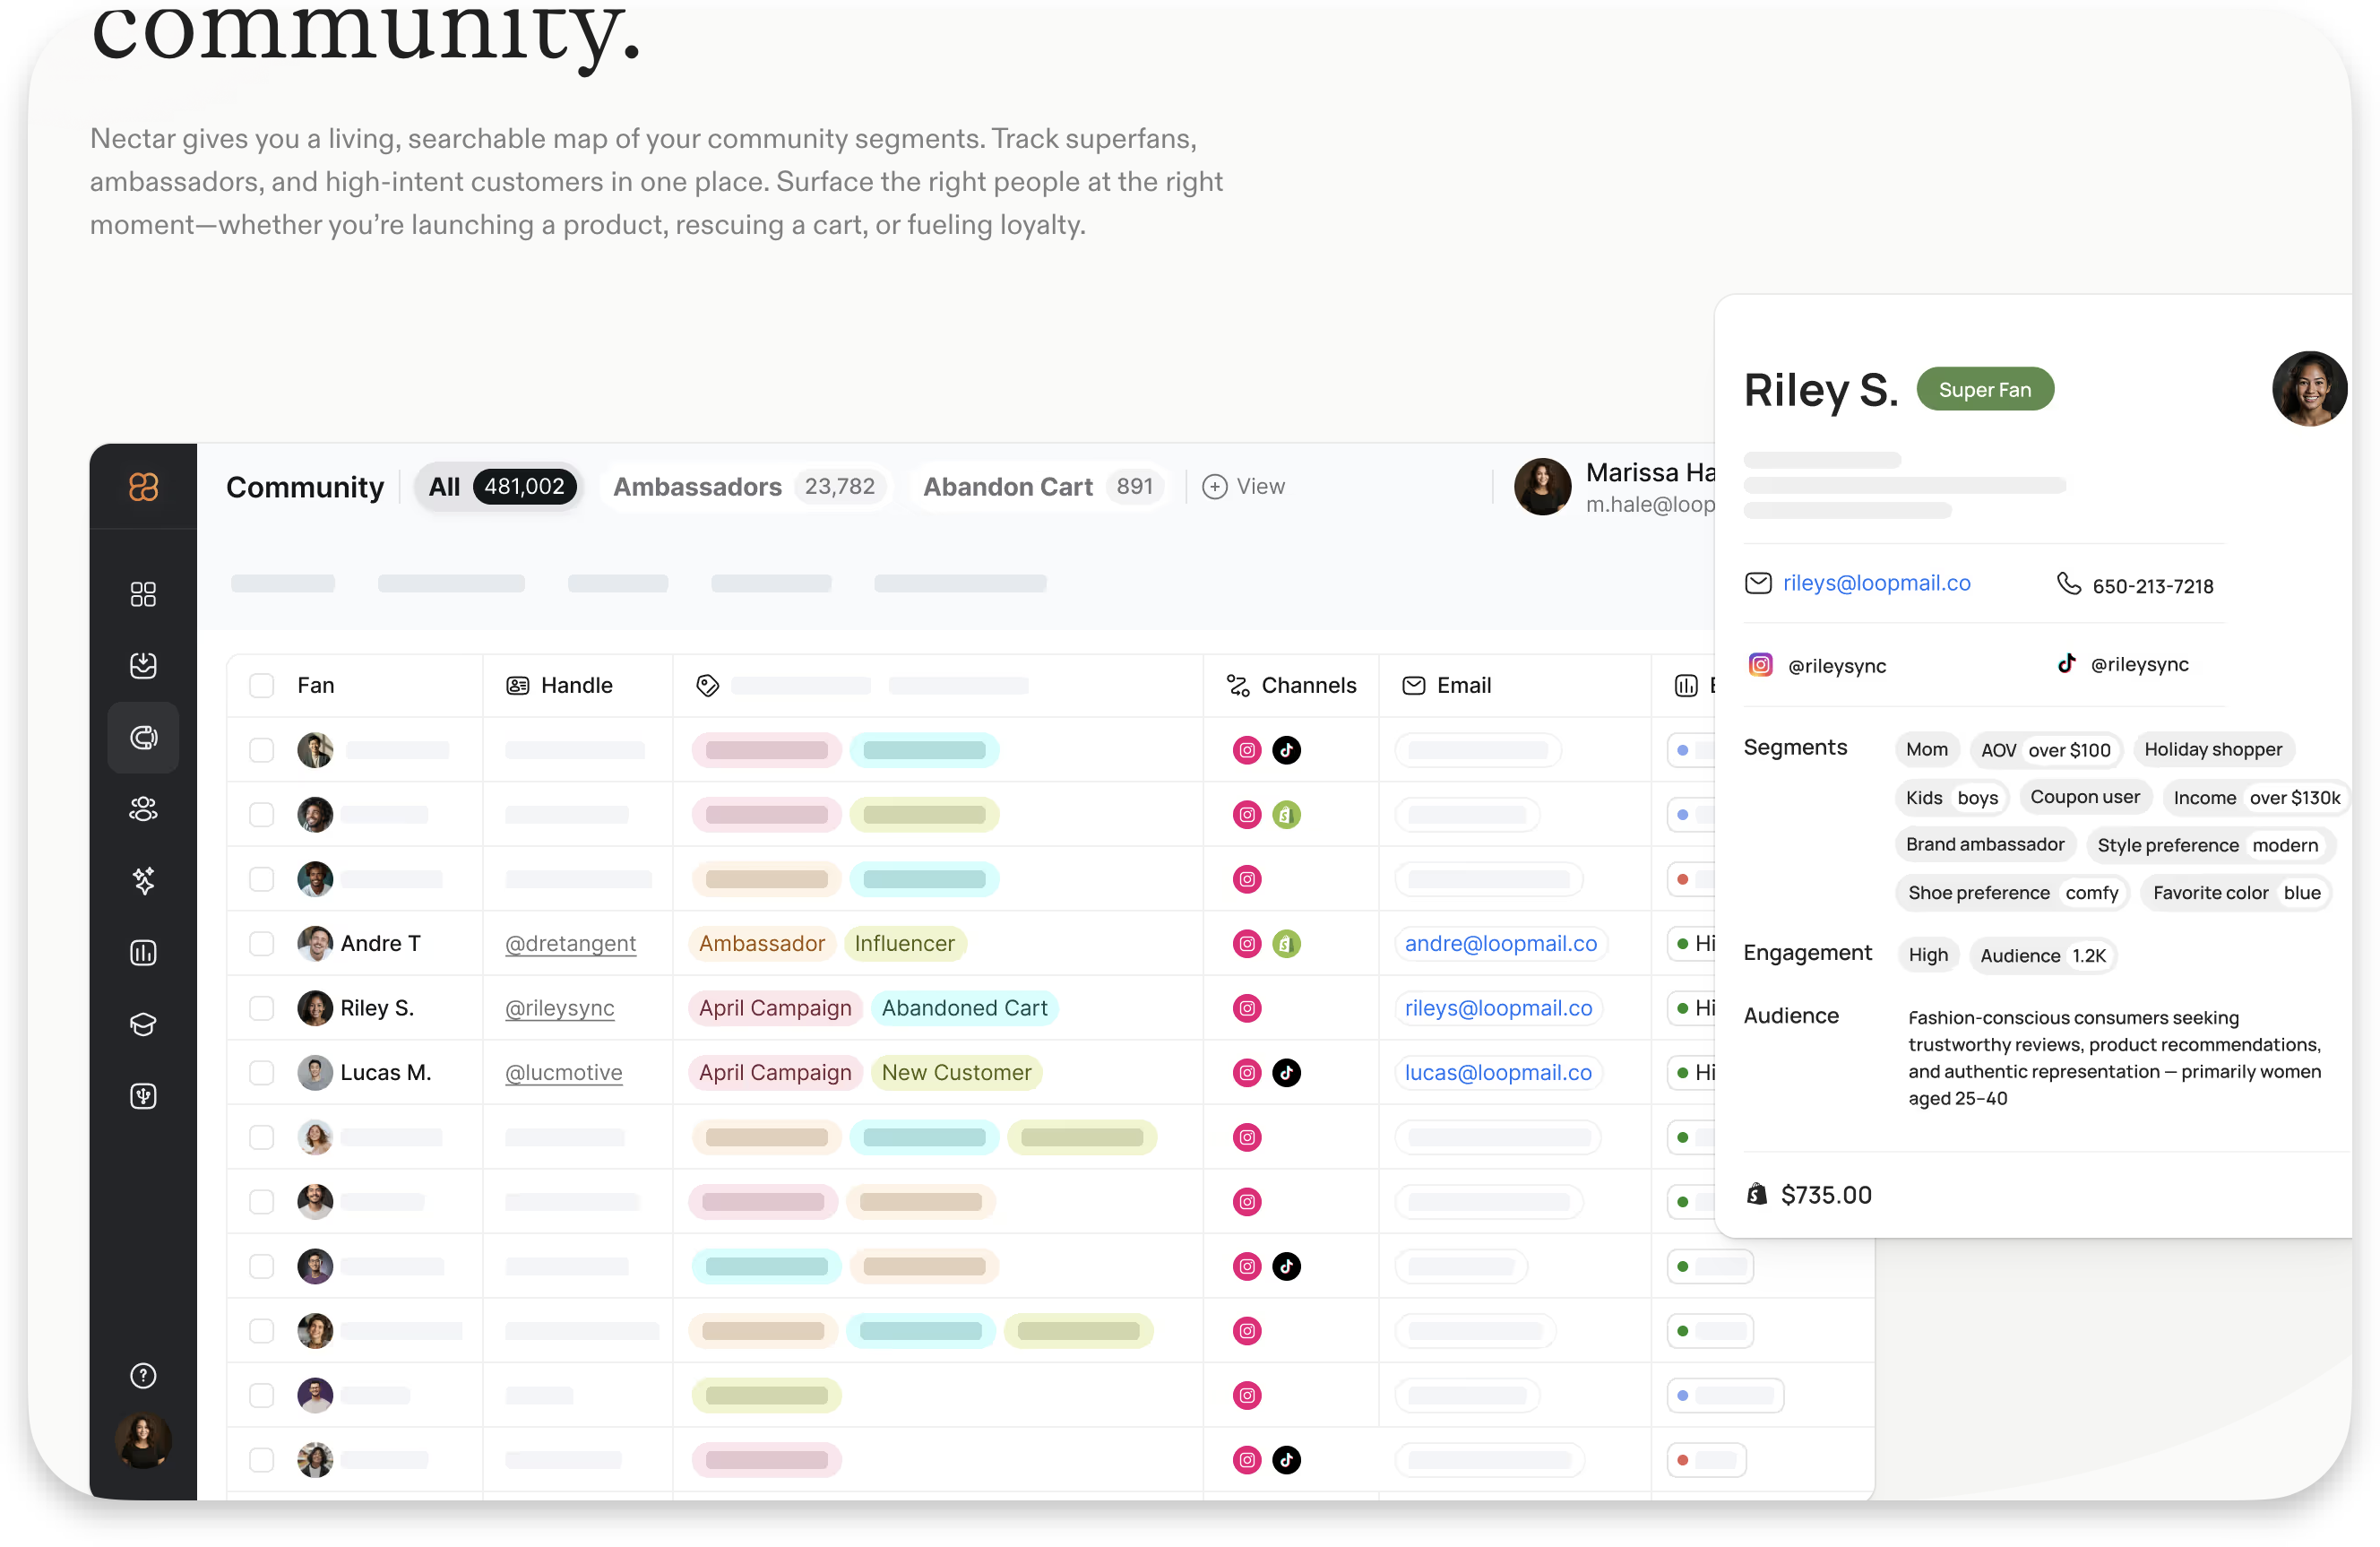 community.
Nectar gives you a living, searchable map of your community segments. Track superfans,
ambassadors, and high-intent customers in one place. Surface the right people at the right
moment—whether you’re launching a product, rescuing a cart, or fueling loyalty.
Community All 481,002 Ambassadors 23,782 Abandon Cart 891 View
Marissa Ha
m.hale@loop
Fan Handle Channels Email
Andre T @dretangent Ambassador Influencer andre@loopmail.co Hi
Riley S. @rileysync April Campaign Abandoned Cart rileys@loopmail.co Hi
Lucas M. @lucmotive April Campaign New Customer lucas@loopmail.co Hi
Riley S. Super Fan
rileys@loopmail.co 650-213-7218
@rileysync @rileysync
Segments Mom AOV over $100 Holiday shopper
Kids boys Coupon user Income over $130k
Brand ambassador Style preference modern
Shoe preference comfy Favorite color blue
Engagement High Audience 1.2K
Audience Fashion-conscious consumers seeking
trustworthy reviews, product recommendations,
and authentic representation – primarily women
aged 25–40
$735.00